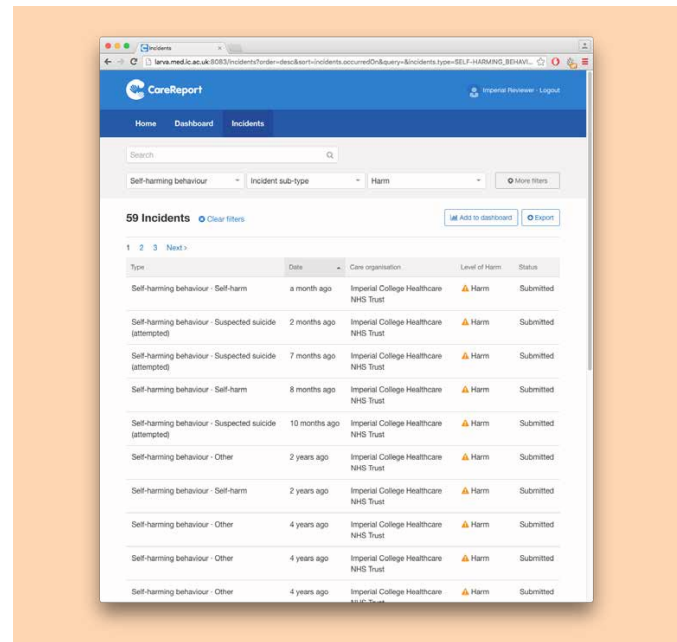 Incidents
larva.med.ic.ac.uk:8083/incidents?order=desc&sort=incidents.occurredOn&query=&incidents.type=SELF-HARMING_BEHAVI...
CareReport
Imperial Reviewer · Logout
Home Dashboard Incidents
Search
Self-harming behaviour Incident sub-type Harm More filters
59 Incidents Clear filters Add to dashboard Export
1 2 3 Next ›
Type Date Care organisation Level of Harm Status
Self-harming behaviour - Self-harm a month ago Imperial College Healthcare Harm Submitted
NHS Trust
Self-harming behaviour - Suspected suicide 2 months ago Imperial College Healthcare Harm Submitted
(attempted) NHS Trust
Self-harming behaviour - Suspected suicide 7 months ago Imperial College Healthcare Harm Submitted
(attempted) NHS Trust
Self-harming behaviour - Self-harm 8 months ago Imperial College Healthcare Harm Submitted
NHS Trust
Self-harming behaviour - Suspected suicide 10 months ago Imperial College Healthcare Harm Submitted
(attempted) NHS Trust
Self-harming behaviour - Other 2 years ago Imperial College Healthcare Harm Submitted
NHS Trust
Self-harming behaviour - Self-harm 2 years ago Imperial College Healthcare Harm Submitted
NHS Trust
Self-harming behaviour - Other 4 years ago Imperial College Healthcare Harm Submitted
NHS Trust
Self-harming behaviour - Other 4 years ago Imperial College Healthcare Harm Submitted
NHS Trust
Self-harming behaviour - Other 4 years ago Imperial College Healthcare Harm Submitted
NHS Trust